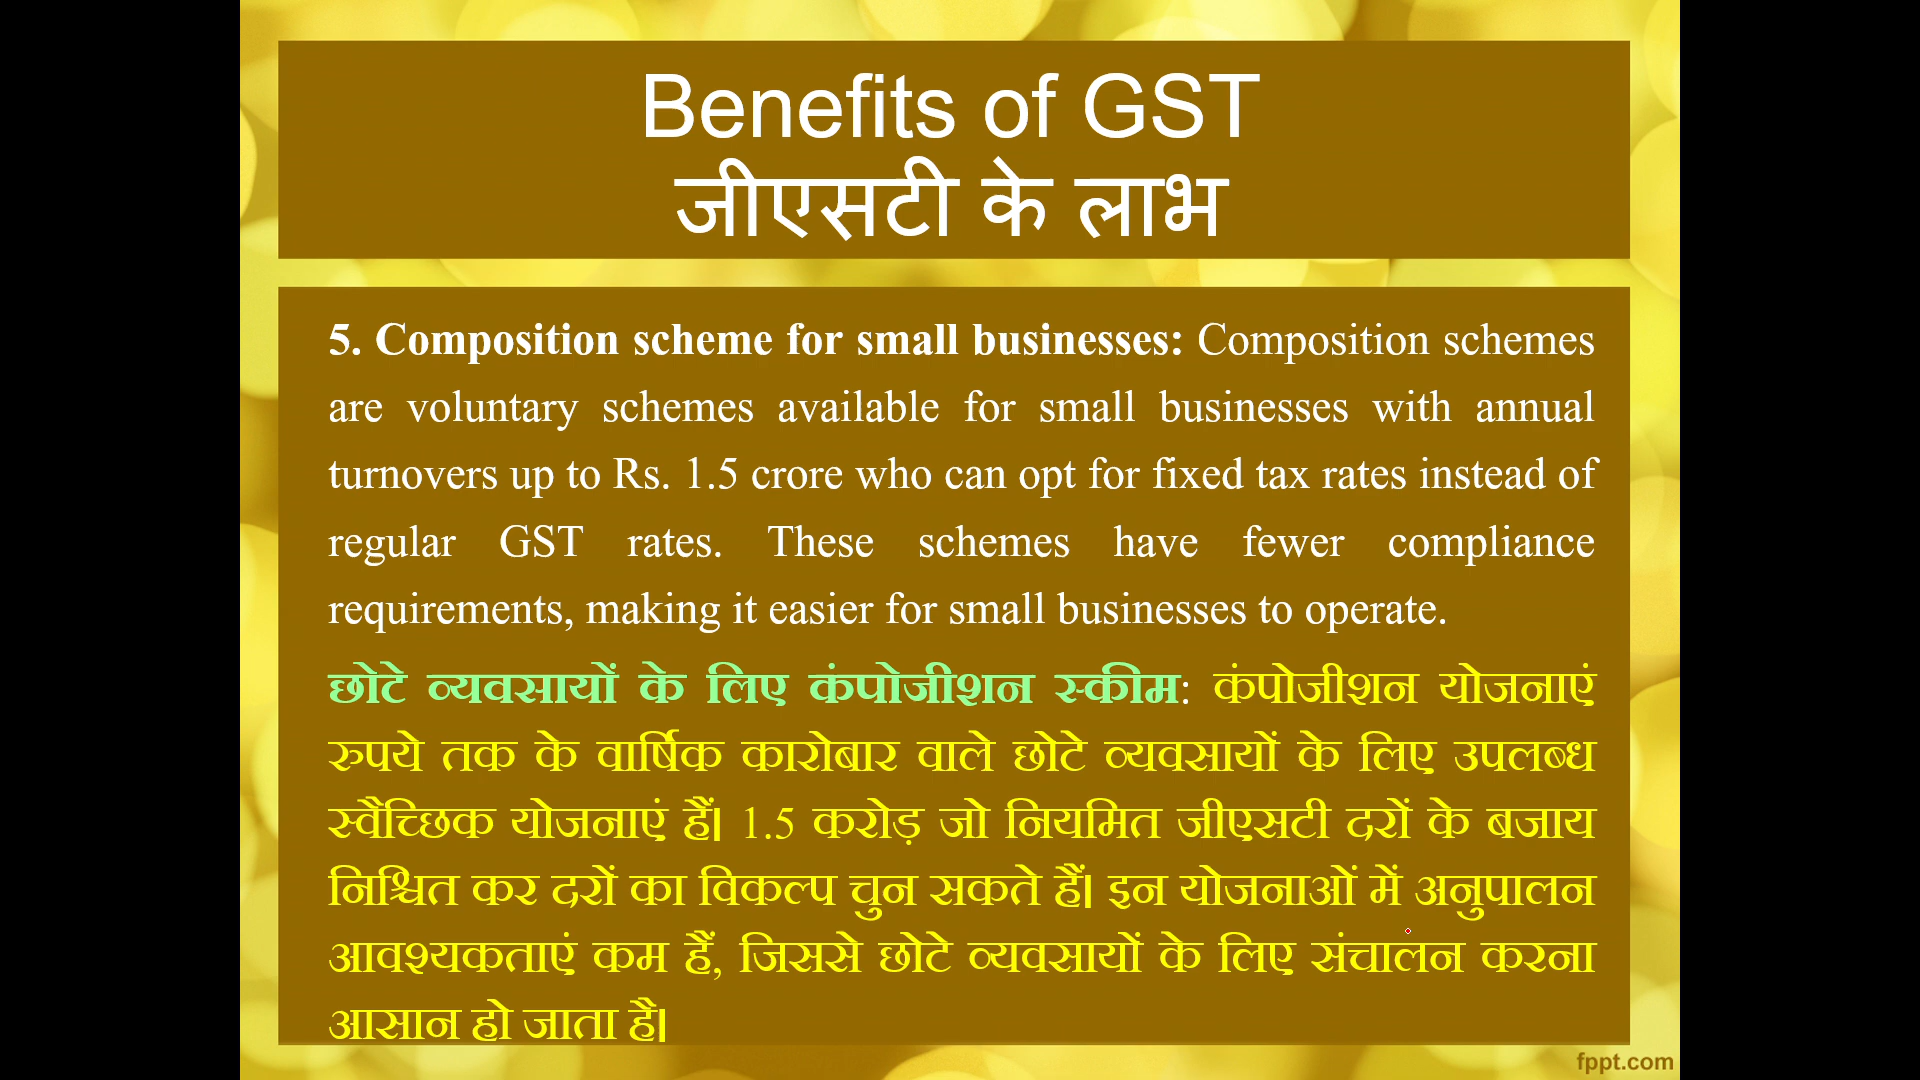 Benefits of GST
जीएसटी के लाभ
5. Composition scheme for small businesses: Composition schemes
are voluntary schemes available for small businesses with annual
turnovers up to Rs. 1.5 crore who can opt for fixed tax rates instead of
regular GST rates. These schemes have fewer compliance
requirements, making it easier for small businesses to operate.
छोटे व्यवसायों के लिए कंपोजीशन स्कीम: कंपोजीशन योजनाएं
रुपये तक के वार्षिक कारोबार वाले छोटे व्यवसायों के लिए उपलब्ध
स्वैच्छिक योजनाएं हैं। 1.5 करोड़ जो नियमित जीएसटी दरों के बजाय
निश्चित कर दरों का विकल्प चुन सकते हैं। इन योजनाओं में अनुपालन
आवश्यकताएं कम हैं, जिससे छोटे व्यवसायों के लिए संचालन करना
आसान हो जाता है।
fppt.com